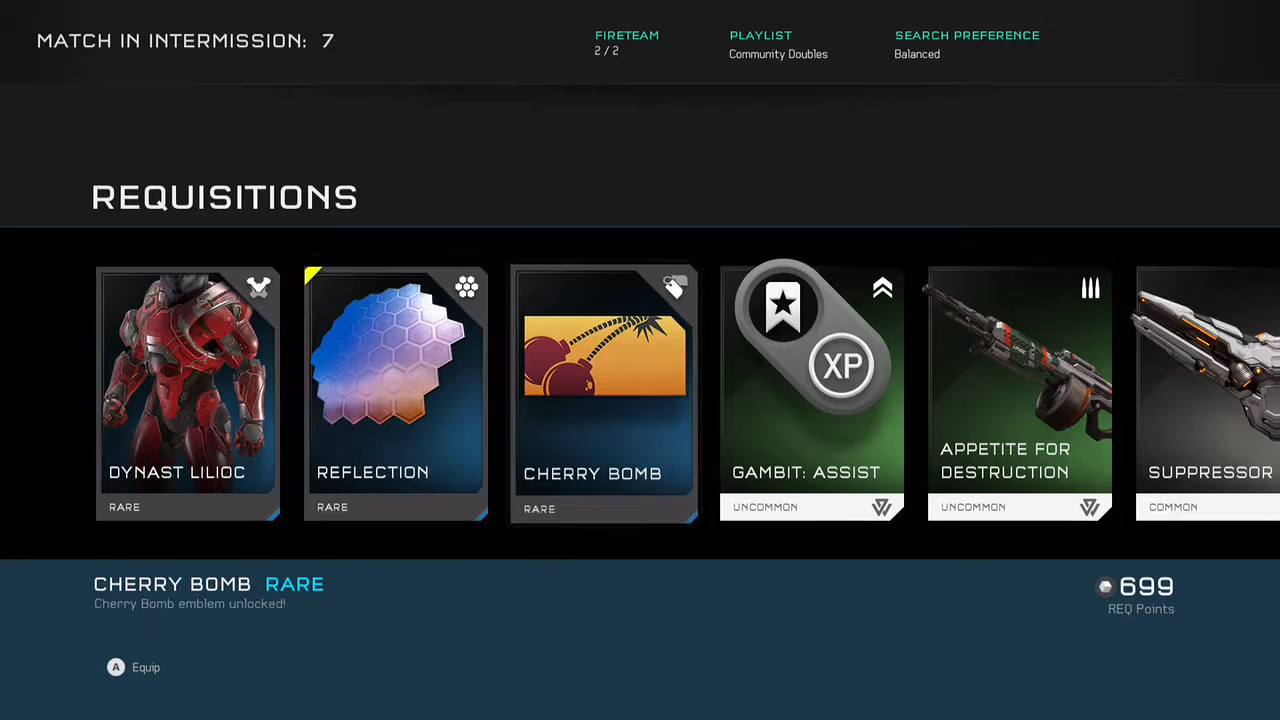 MATCH IN INTERMISSION: 7
FIRETEAM
2 / 2
PLAYLIST
Community Doubles
SEARCH PREFERENCE
Balanced
REQUISITIONS
DYNAST LILIOC
RARE
REFLECTION
RARE
CHERRY BOMB
RARE
XP
GAMBIT: ASSIST
UNCOMMON
APPETITE FOR
DESTRUCTION
UNCOMMON
SUPPRESSOR
COMMON
CHERRY BOMB RARE
Cherry Bomb emblem unlocked!
699
REQ Points
A Equip